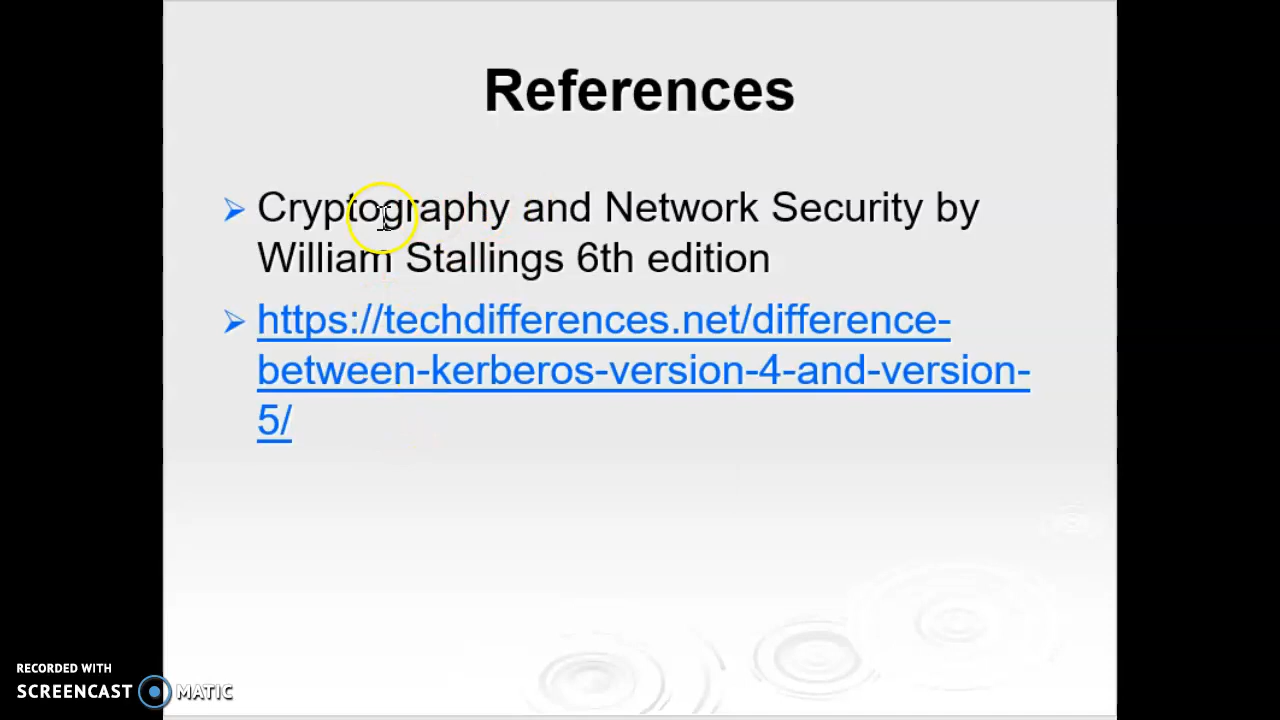 References
Cryptography and Network Security by
William Stallings 6th edition
https://techdifferences.net/difference-
between-kerberos-version-4-and-version-
5/
RECORDED WITH
SCREENCAST MATIC